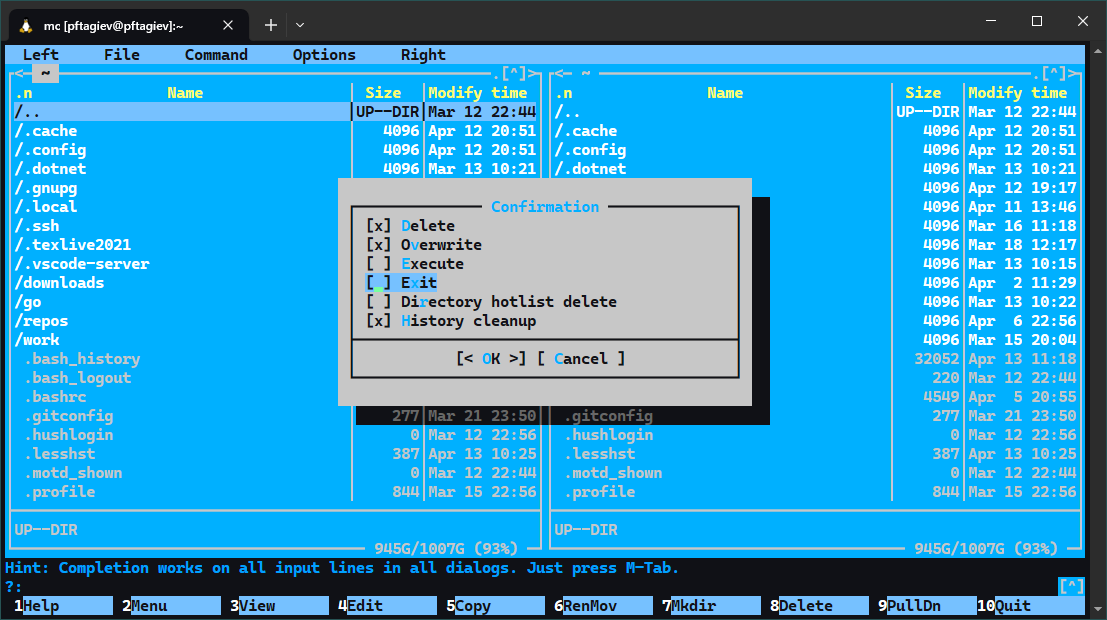 mc [pftagiev@pftagiev]:~
Left File Command Options Right
<- ~ .[^]> <- ~ .[^]>
.n Name Size Modify time .n Name Size Modify time
/.. UP--DIR Mar 12 22:44 /.. UP--DIR Mar 12 22:44
/.cache 4096 Apr 12 20:51 /.cache 4096 Apr 12 20:51
/.config 4096 Apr 12 20:51 /.config 4096 Apr 12 20:51
/.dotnet 4096 Mar 13 10:21 /.dotnet 4096 Mar 13 10:21
/.gnupg 4096 Apr 12 19:17
/.local Confirmation 4096 Apr 11 13:46
/.ssh [x] Delete 4096 Mar 16 11:18
/.texlive2021 [x] Overwrite 4096 Mar 18 12:17
/.vscode-server [ ] Execute 4096 Mar 13 10:15
/downloads [ ] Exit 4096 Apr 2 11:29
/go [ ] Directory hotlist delete 4096 Mar 13 10:22
/repos [x] History cleanup 4096 Apr 6 22:56
/work 4096 Mar 15 20:04
.bash_history [< OK >] [ Cancel ] 32052 Apr 13 11:18
.bash_logout 220 Mar 12 22:44
.bashrc 4549 Apr 5 20:55
.gitconfig 277 Mar 21 23:50 .gitconfig 277 Mar 21 23:50
.hushlogin 0 Mar 12 22:56 .hushlogin 0 Mar 12 22:56
.lesshst 387 Apr 13 10:25 .lesshst 387 Apr 13 10:25
.motd_shown 0 Mar 12 22:44 .motd_shown 0 Mar 12 22:44
.profile 844 Mar 15 22:56 .profile 844 Mar 15 22:56
UP--DIR UP--DIR
945G/1007G (93%) 945G/1007G (93%)
Hint: Completion works on all input lines in all dialogs. Just press M-Tab.
?: [^]
1Help 2Menu 3View 4Edit 5Copy 6RenMov 7Mkdir 8Delete 9PullDn 10Quit